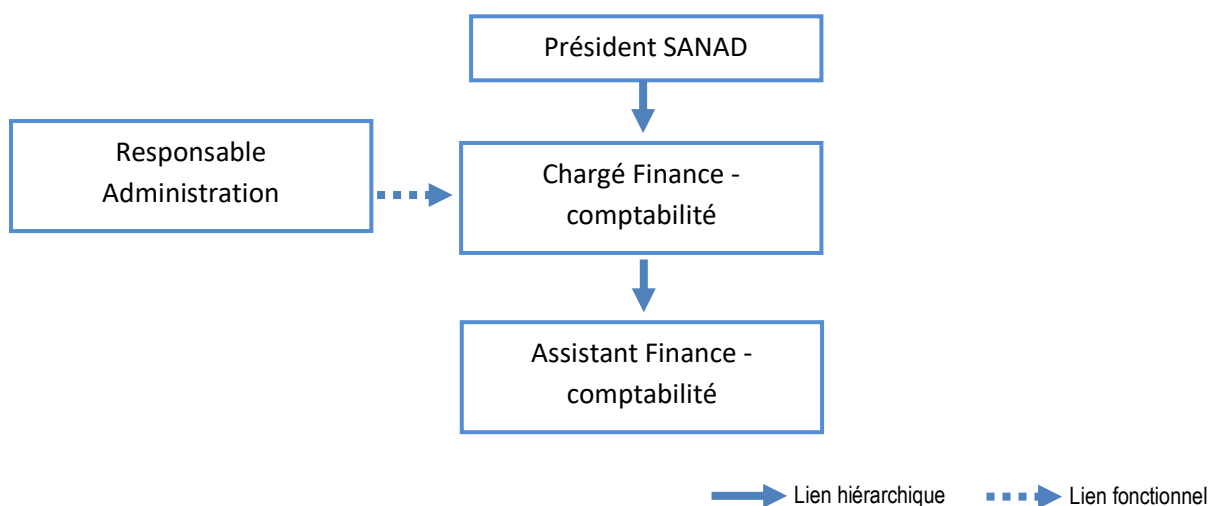 Président SANAD
Responsable
Administration
Chargé Finance -
comptabilité
Assistant Finance -
comptabilité
Lien hiérarchique
Lien fonctionnel